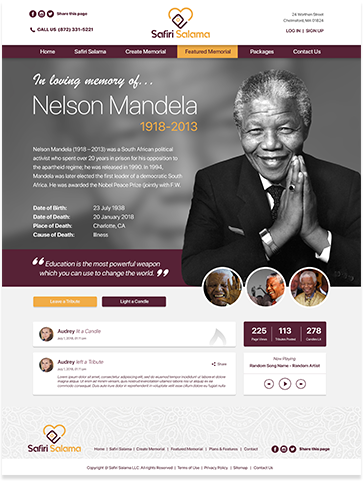 Share this page
CALL US (872) 331-5221
Safiri Salama
24 Worthen Street
Chelmsford, MA 01824
LOG IN | SIGN UP
Home Safiri Salama Create Memorial Featured Memorial Packages Contact Us
In loving memory of...
Nelson Mandela
1918-2013
Nelson Mandela (1918 – 2013) was a South African political
activist who spent over 20 years in prison for his opposition to
the apartheid regime; he was released in 1990. In 1994,
Mandela was later elected the first leader of a democratic South
Africa. He was awarded the Nobel Peace Prize (jointly with F.W.
Date of Birth: 23 July 1938
Date of Death: 20 January 2018
Place of Death: Charlotte, CA
Cause of Death: Illness
“ Education is the most powerful weapon
which you can use to change the world. ”
Leave a Tribute Light a Candle
Audrey lit a Candle
225 Page Views
113 Tributes Posted
278 Candles Lit
Audrey left a Tribute
Share
Now Playing
Random Song Name - Random Artist
Safiri Salama
Home | Safiri Salama | Create Memorial | Featured Memorial | Plans & Features | Contact
Share this page
Copyright © Safiri Salama LLC. All rights Reserved | Terms of Use | Privacy Policy | Sitemap | Contact Us